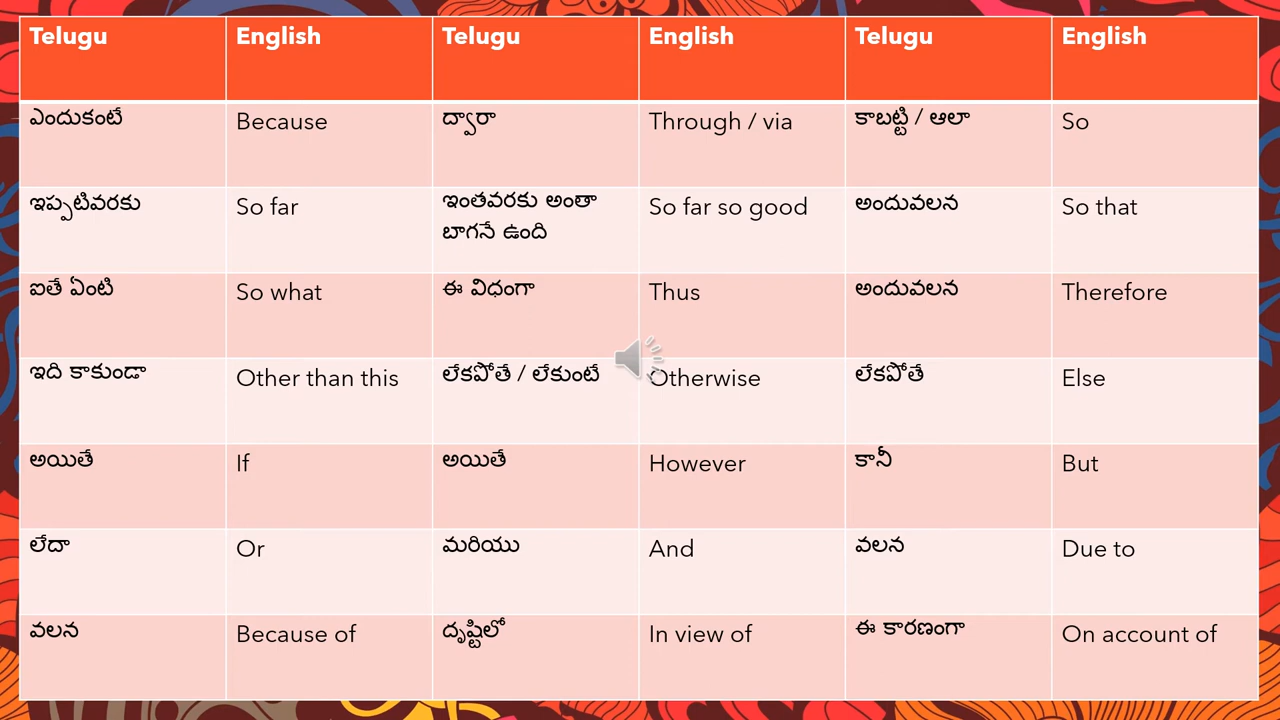 Telugu English Telugu English Telugu English
ఎందుకంటే Because ద్వారా Through / via కాబట్టి / ఆలా So
ఇప్పటివరకు So far ఇంతవరకు అంతా So far so good అందువలన So that
బాగనే ఉంది
ఐతే ఏంటి So what ఈ విధంగా Thus అందువలన Therefore
ఇది కాకుండా Other than this లేకపోతే / లేకుంటే Otherwise లేకపోతే Else
అయితే If అయితే However కానీ But
లేదా Or మరియు And వలన Due to
వలన Because of దృష్టిలో In view of ఈ కారణంగా On account of